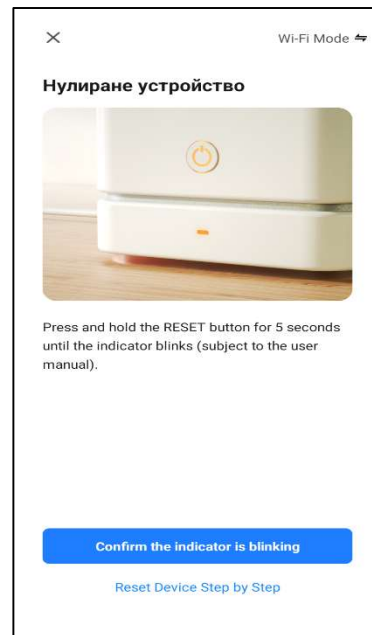 Wi-Fi Mode
Нулиране устройство
Press and hold the RESET button for 5 seconds
until the indicator blinks (subject to the user
manual).
Confirm the indicator is blinking
Reset Device Step by Step